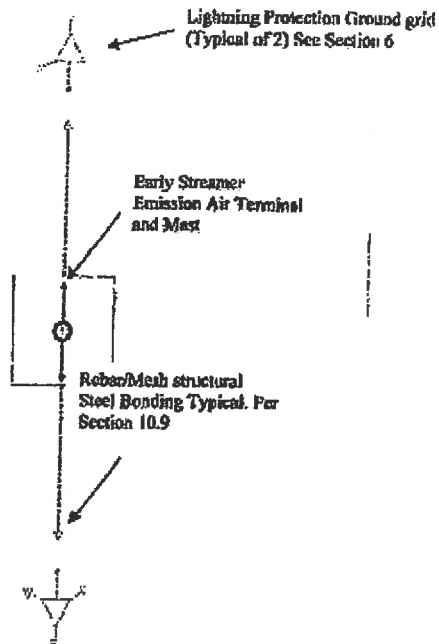 Lightning Protection Ground grid
(Typical of 2) See Section 6
Early Streamer
Emission Air Terminal
and Mast
Rebar/Mesh structural
Steel Bonding Typical. Per
Section 10.9